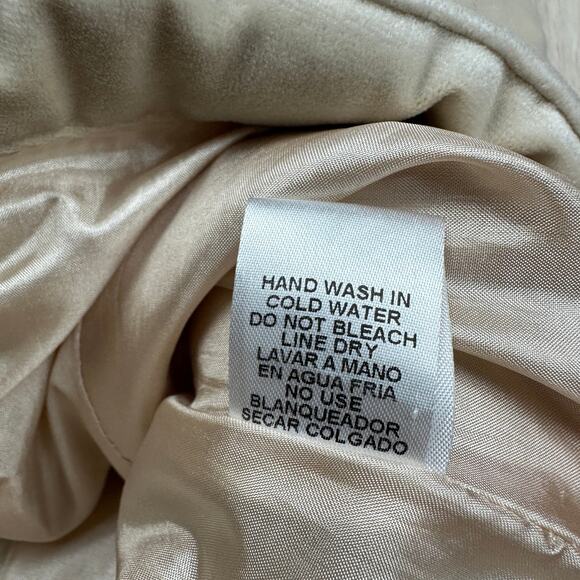 HAND WASH IN
COLD WATER
DO NOT BLEACH
LINE DRY
LAVAR A MANO
EN AGUA FRIA
NO USE
BLANQUEADOR
SECAR COLGADO